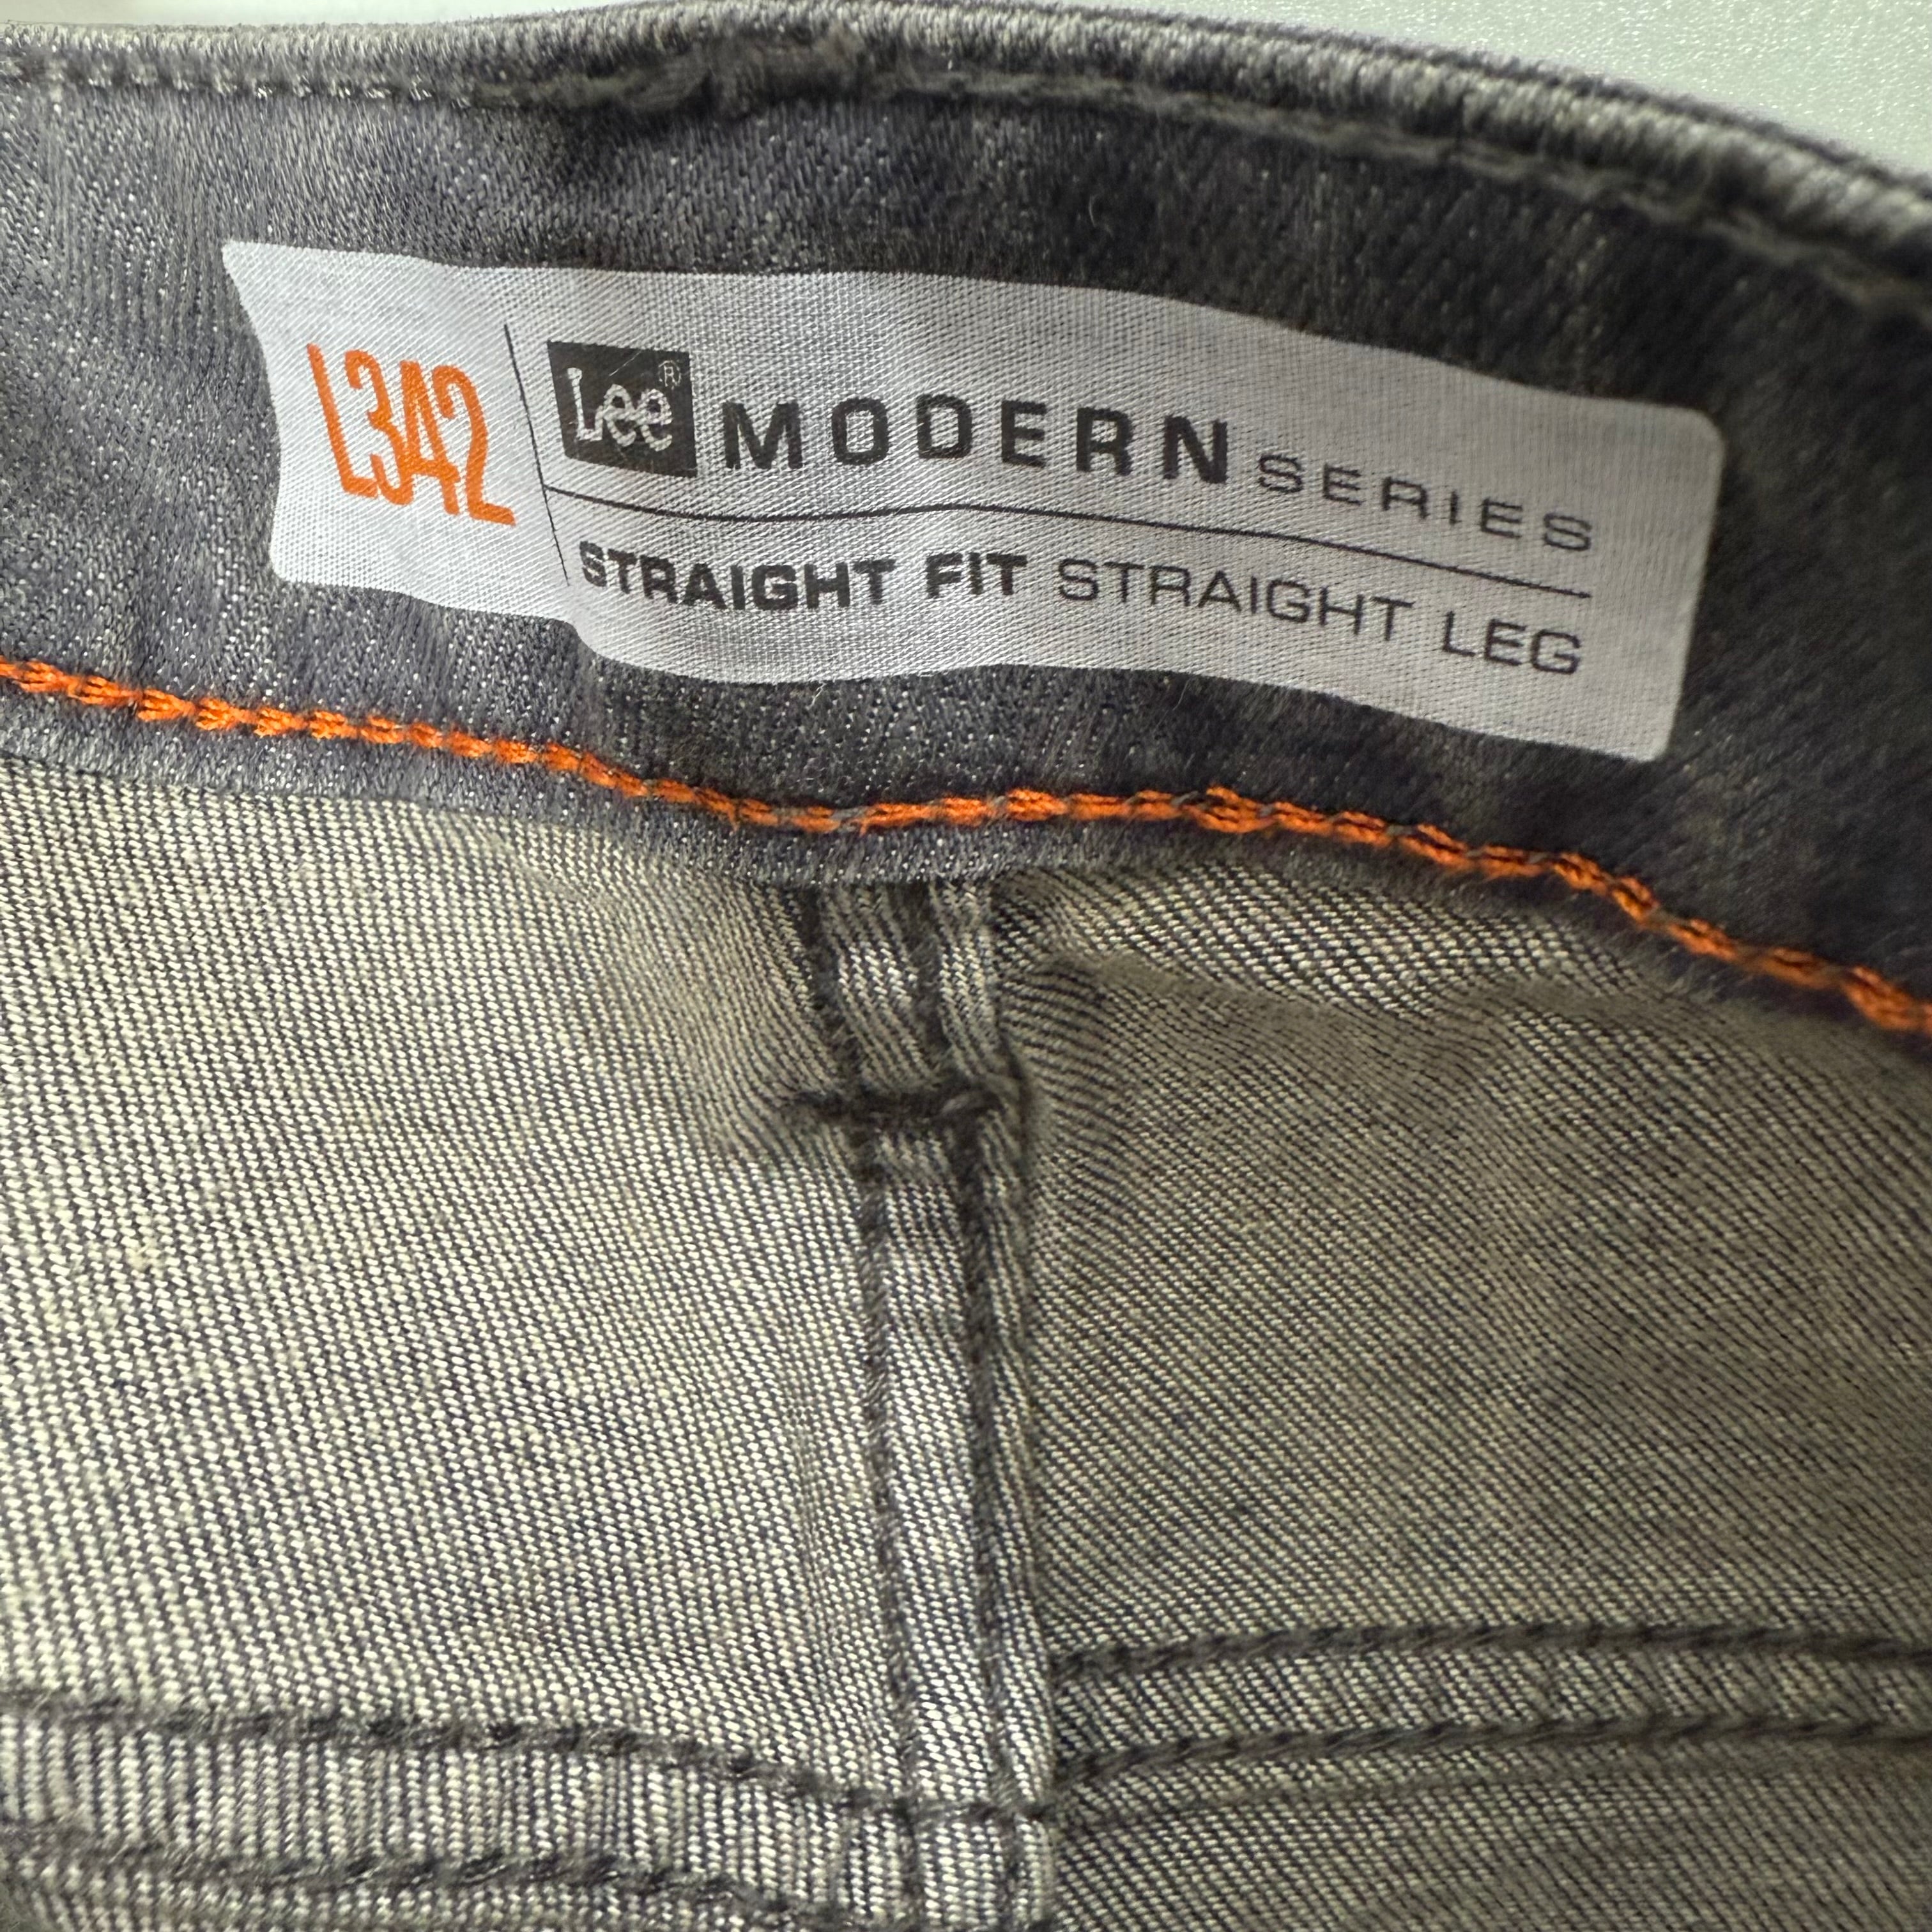 L342
Lee® MODERN SERIES
STRAIGHT FIT STRAIGHT LEG